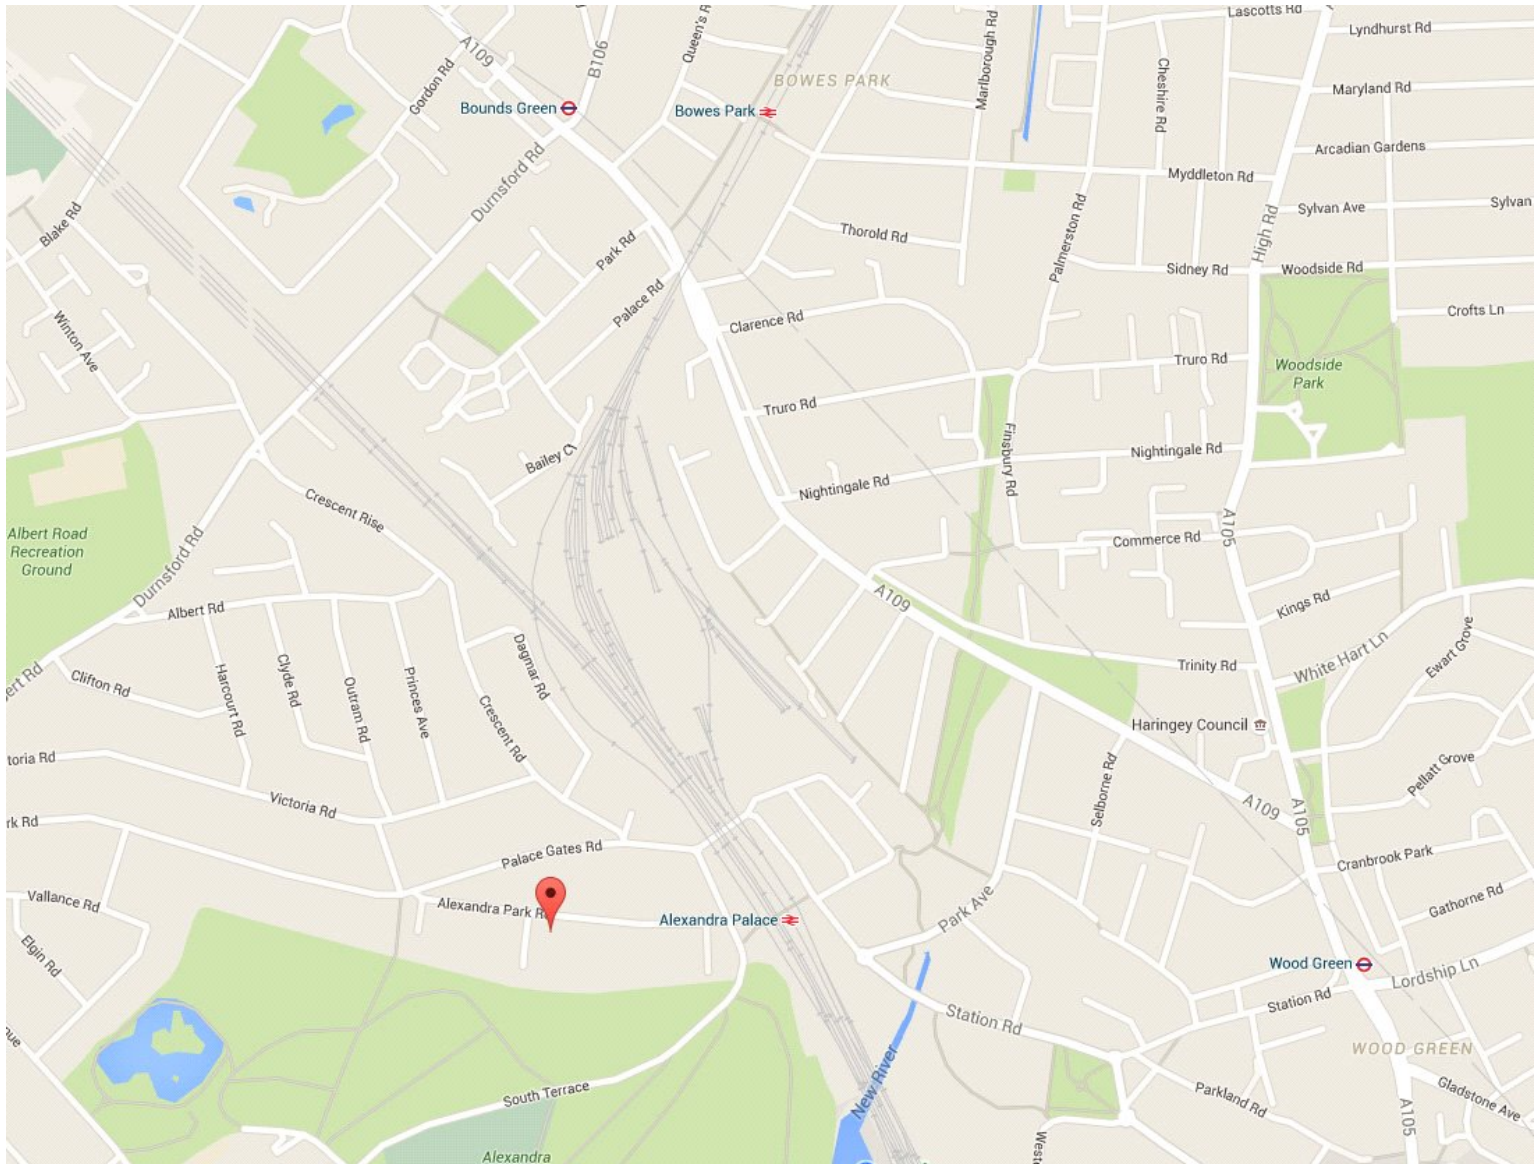 Lascotts Rd
Lyndhurst Rd
A109
B106
Queen's R
Marlborough Rd
Gordon Rd
BOWES PARK
Cheshire Rd
Maryland Rd
Bounds Green
Bowes Park
Arcadian Gardens
Durnsford Rd
Myddleton Rd
Blake Rd
Palmerston Rd
High Rd
Sylvan Ave
Sylvan
Park Rd
Thorold Rd
Sidney Rd
Woodside Rd
Palace Rd
Clarence Rd
Crofts Ln
Winton Ave
Truro Rd
Woodside
Park
Truro Rd
Finsbury Rd
Bailey Cl
Nightingale Rd
Nightingale Rd
Crescent Rise
A105
Albert Road
Recreation
Ground
Commerce Rd
Durnsford Rd
A109
Kings Rd
Albert Rd
White Hart Ln
Ewart Grove
Dagmar Rd
Trinity Rd
ert Rd
Clifton Rd
Harcourt Rd
Clyde Rd
Outram Rd
Princes Ave
Crescent Rd
Haringey Council
toria Rd
Selborne Rd
Pellatt Grove
Victoria Rd
A109
A105
rk Rd
Palace Gates Rd
Cranbrook Park
Vallance Rd
Alexandra Park R
Alexandra Palace
Park Ave
Gathorne Rd
Elgin Rd
Wood Green
Lordship Ln
Station Rd
Station Rd
nue
WOOD GREEN
New River
South Terrace
Parkland Rd
Gladstone Ave
A105
Alexandra
West